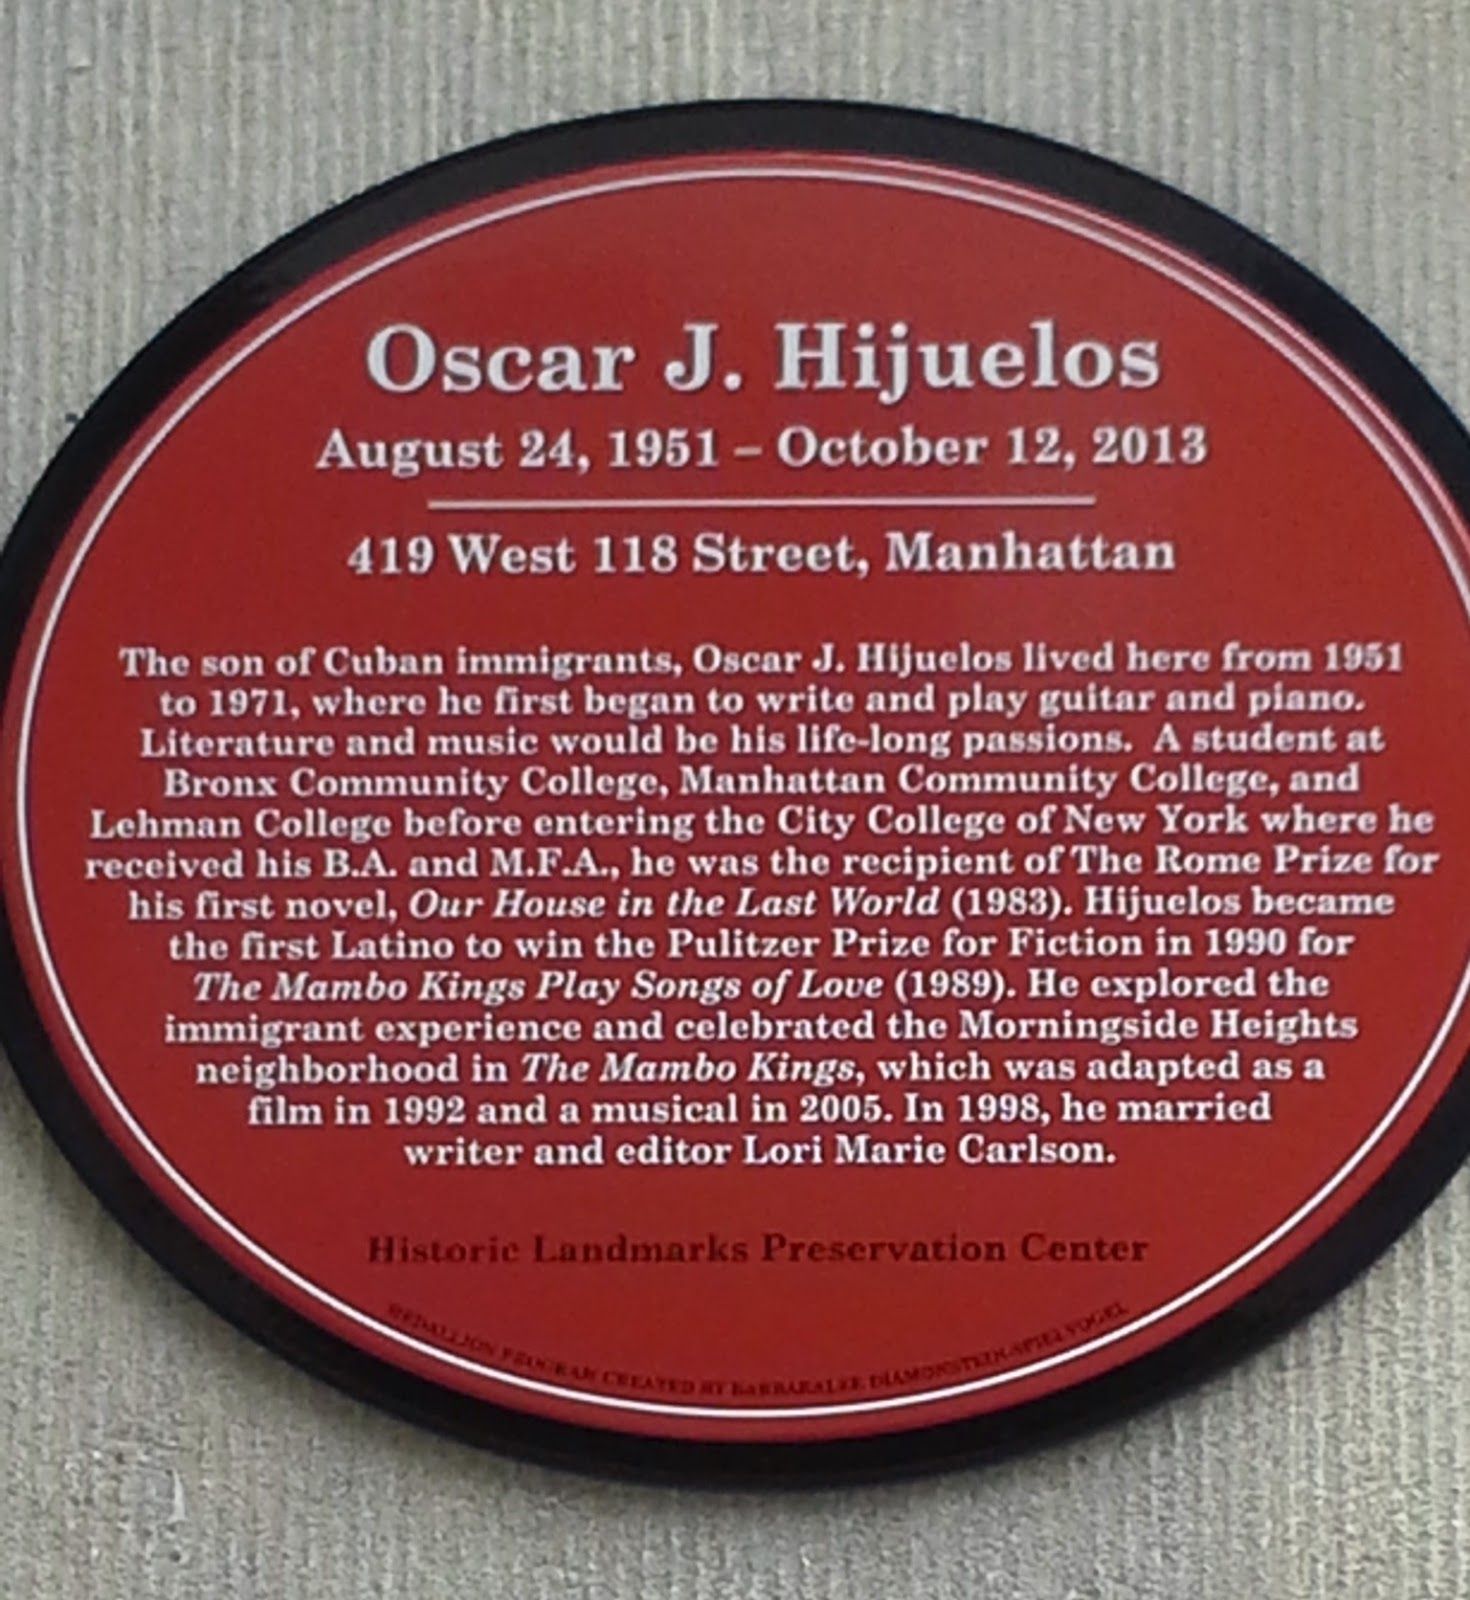 Oscar J. Hijuelos
August 24, 1951 – October 12, 2013
419 West 118 Street, Manhattan
The son of Cuban immigrants, Oscar J. Hijuelos lived here from 1951
to 1971, where he first began to write and play guitar and piano.
Literature and music would be his life-long passions. A student at
Bronx Community College, Manhattan Community College, and
Lehman College before entering the City College of New York where he
received his B.A. and M.F.A., he was the recipient of The Rome Prize for
his first novel, Our House in the Last World (1983). Hijuelos became
the first Latino to win the Pulitzer Prize for Fiction in 1990 for
The Mambo Kings Play Songs of Love (1989). He explored the
immigrant experience and celebrated the Morningside Heights
neighborhood in The Mambo Kings, which was adapted as a
film in 1992 and a musical in 2005. In 1998, he married
writer and editor Lori Marie Carlson.
Historic Landmarks Preservation Center
MEDALLION PROGRAM CREATED BY BARBARALEE DIAMONSTEIN-SPIELVOGEL